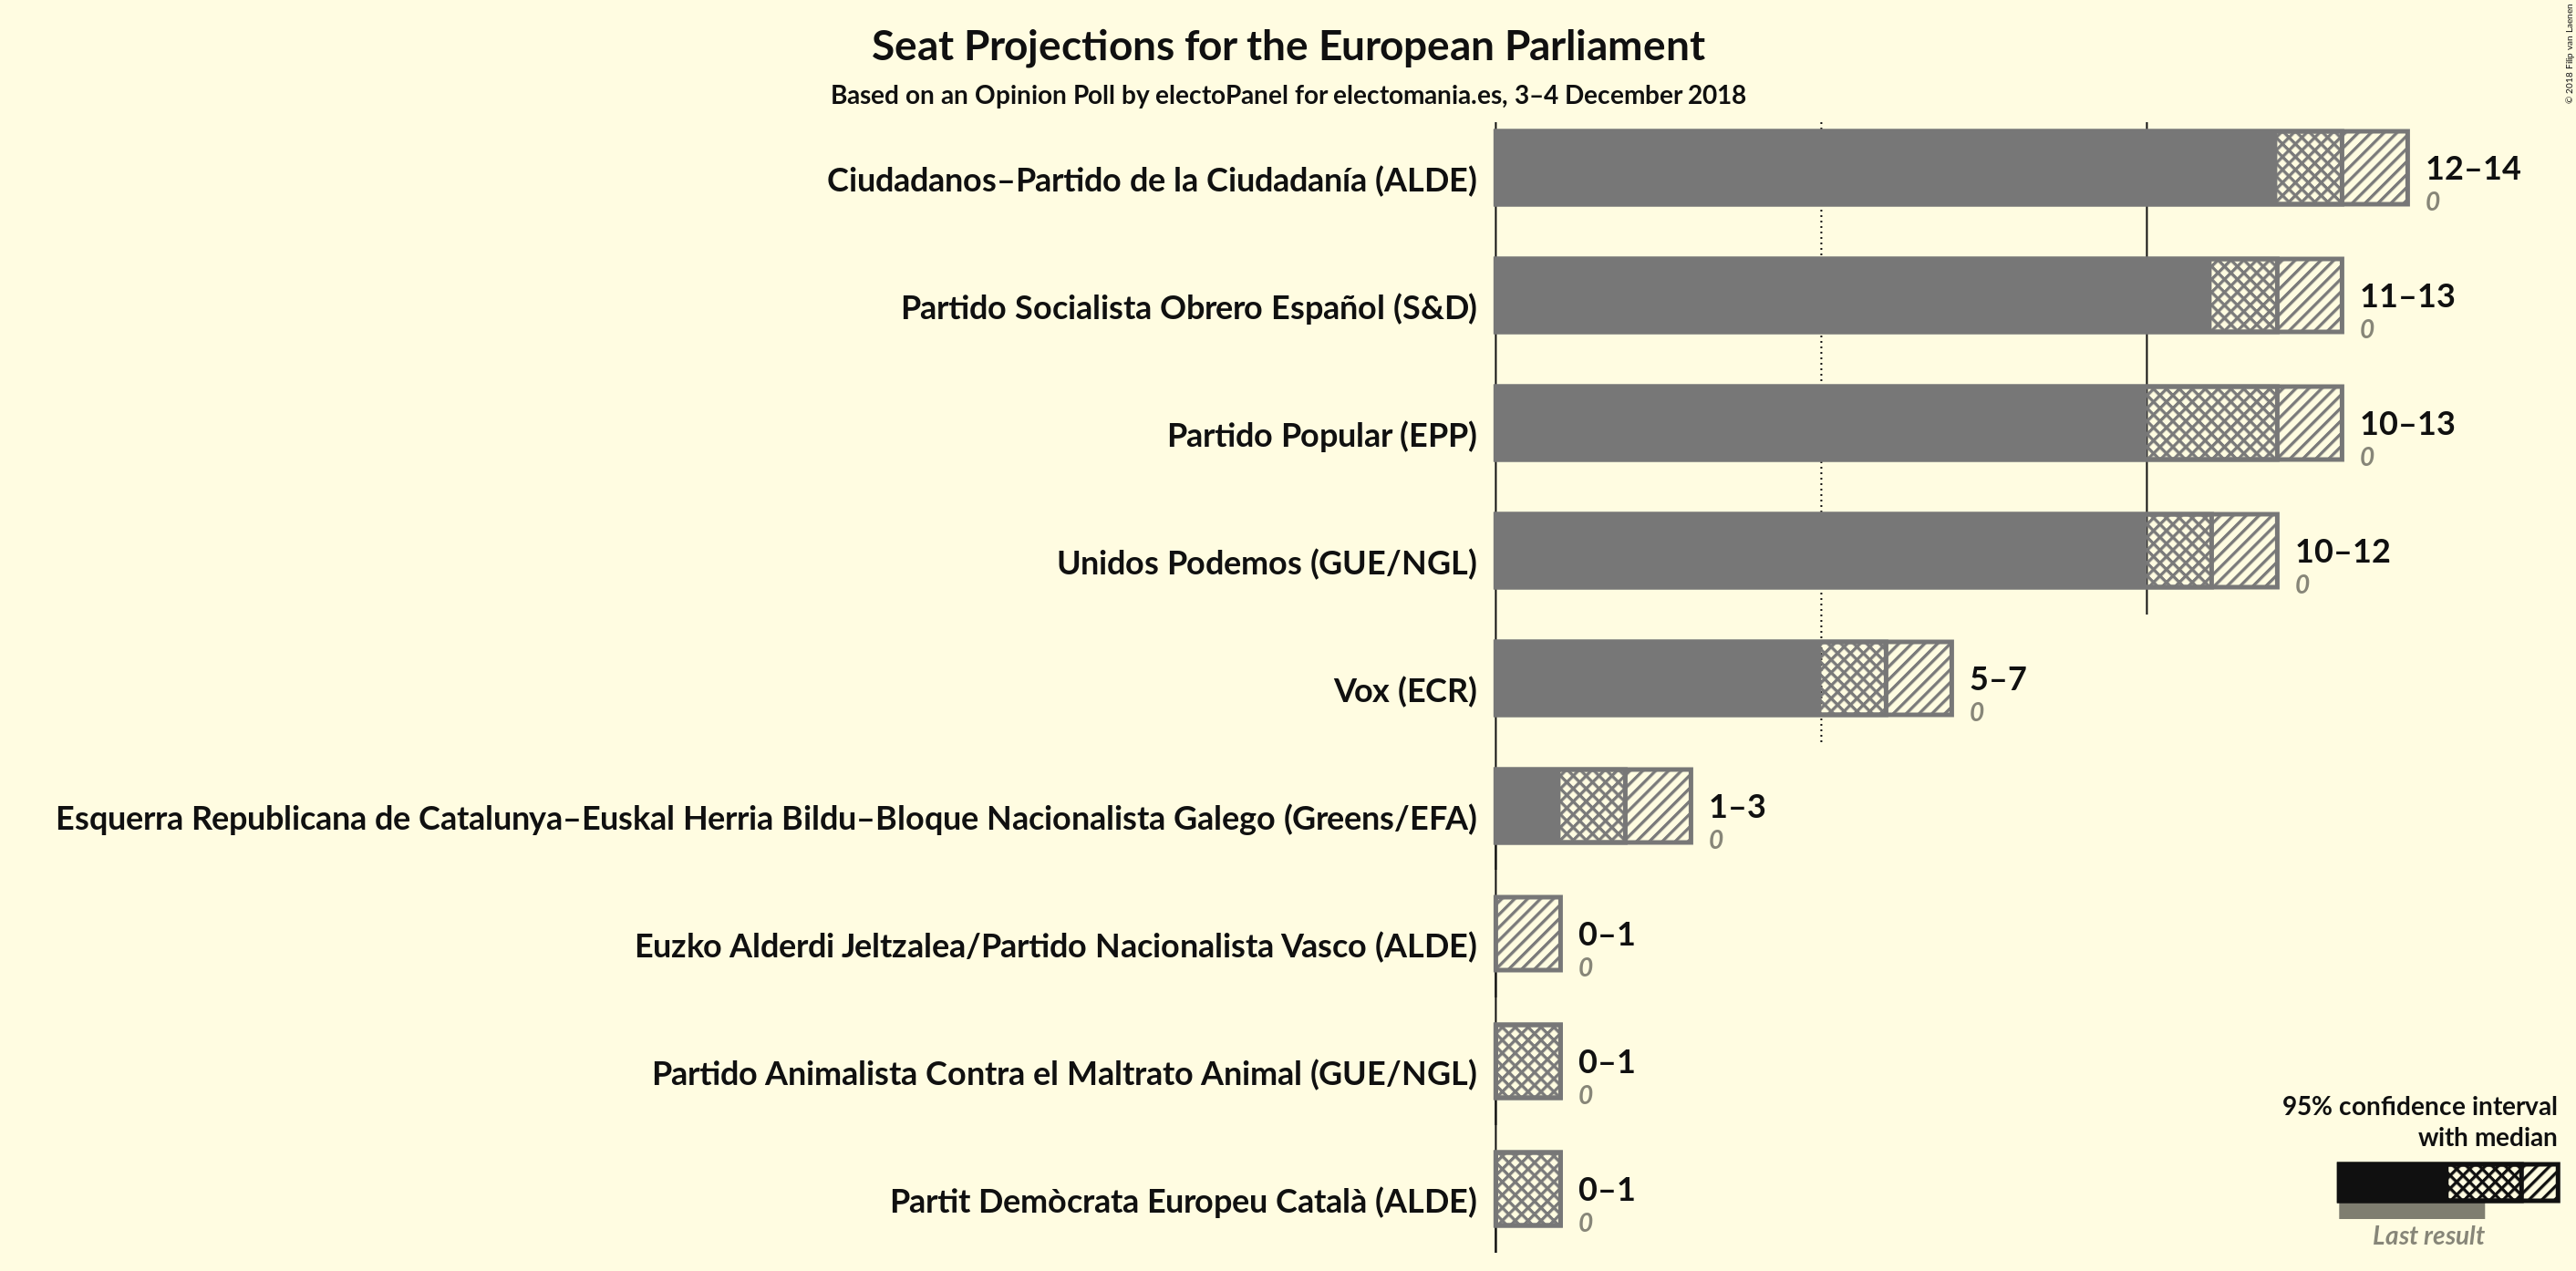 Seat Projections for the European Parliament
Based on an Opinion Poll by electoPanel for electomania.es, 3–4 December 2018
© 2018 Filip van Laenen
Ciudadanos–Partido de la Ciudadanía (ALDE)
12–14
0
Partido Socialista Obrero Español (S&D)
11–13
0
Partido Popular (EPP)
10–13
0
Unidos Podemos (GUE/NGL)
10–12
0
Vox (ECR)
5–7
0
Esquerra Republicana de Catalunya–Euskal Herria Bildu–Bloque Nacionalista Galego (Greens/EFA)
1–3
0
Euzko Alderdi Jeltzalea/Partido Nacionalista Vasco (ALDE)
0–1
0
Partido Animalista Contra el Maltrato Animal (GUE/NGL)
0–1
0
Partit Demòcrata Europeu Català (ALDE)
0–1
0
95% confidence interval
with median
Last result